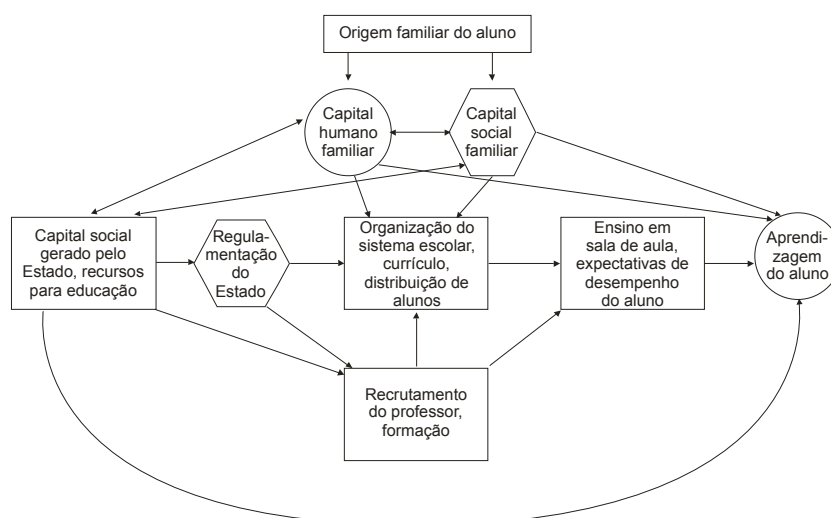 Origem familiar do aluno
Capital
humano
familiar
Capital
social
familiar
Capital social
gerado pelo
Estado, recursos
para educação
Regula-
mentação
do
Estado
Organização do
sistema escolar,
currículo,
distribuição de
alunos
Ensino em
sala de aula,
expectativas de
desempenho
do aluno
Aprendi-
zagem
do aluno
Recrutamento
do professor,
formação